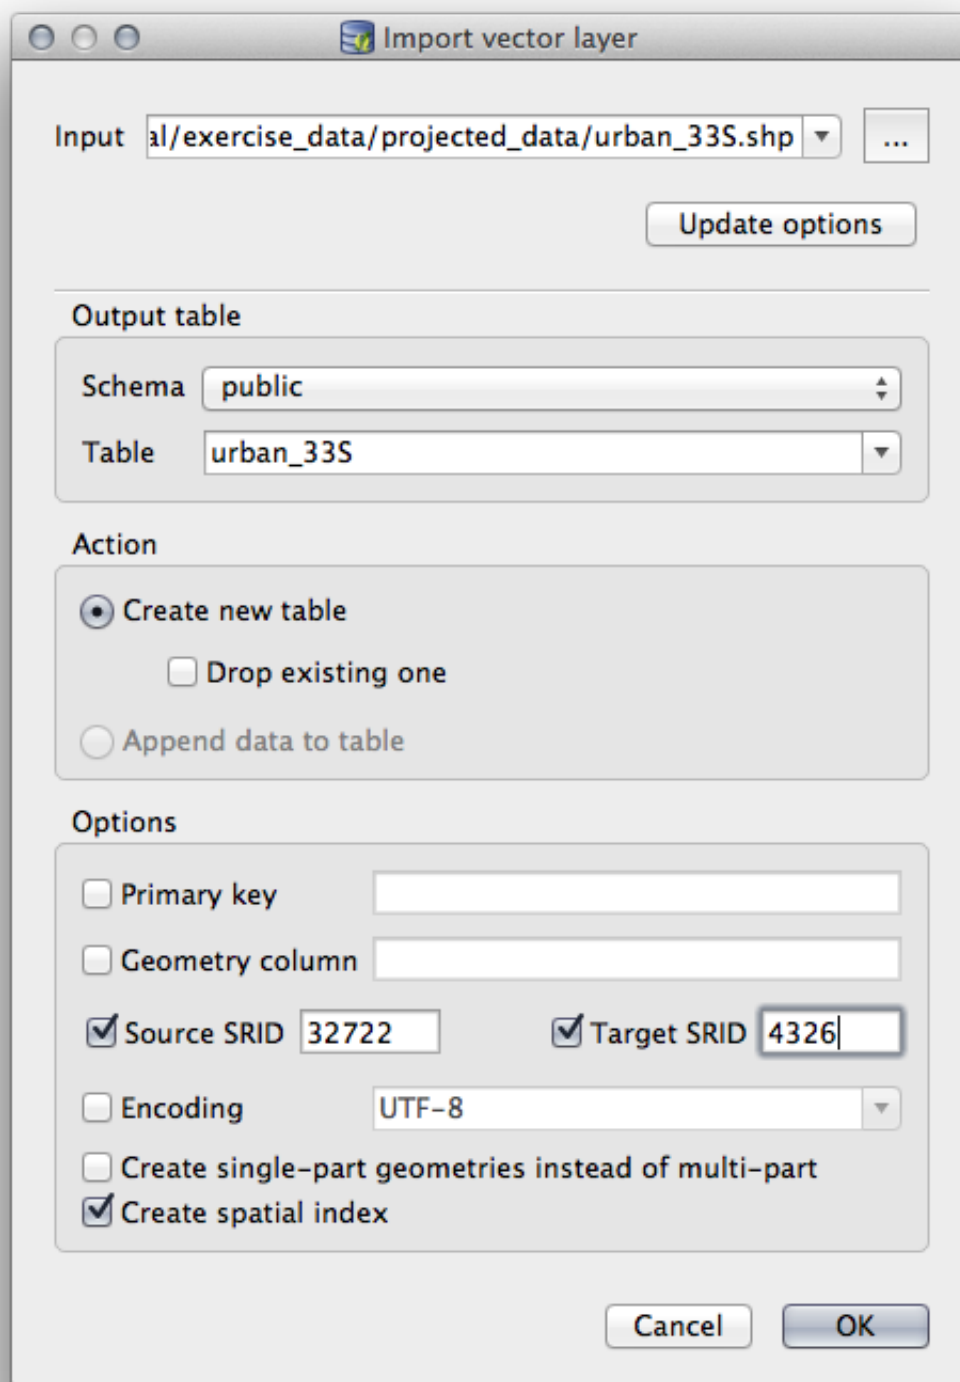 Import vector layer
Input al/exercise_data/projected_data/urban_33S.shp ...
Update options
Output table
Schema public
Table urban_33S
Action
Create new table
Drop existing one
Append data to table
Options
Primary key
Geometry column
Source SRID 32722 Target SRID 4326
Encoding UTF-8
Create single-part geometries instead of multi-part
Create spatial index
Cancel OK